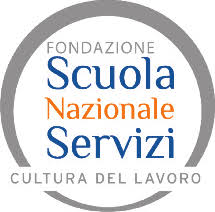 FONDAZIONE
Scuola
Nazionale
Servizi
CULTURA DEL LAVORO